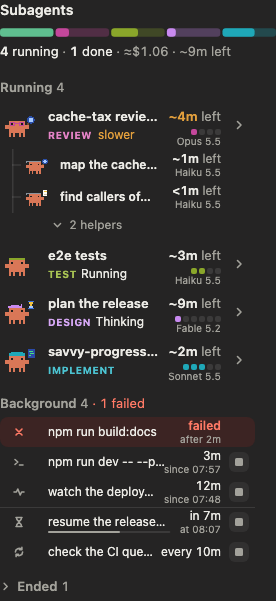 Subagents
4 running · 1 done · ≈$1.06 · ~9m left
Running 4
cache-tax revie... ~4m left
REVIEW slower Opus 5.5
map the cache... ~1m left
Haiku 5.5
find callers of... <1m left
Haiku 5.5
2 helpers
e2e tests ~3m left
TEST Running Haiku 5.5
plan the release ~9m left
DESIGN Thinking Fable 5.2
savvy-progress... ~2m left
IMPLEMENT Sonnet 5.5
Background 4 · 1 failed
npm run build:docs failed
after 2m
npm run dev -- --p... 3m
since 07:57
watch the deploy... 12m
since 07:48
resume the release... in 7m
at 08:07
check the CI que... every 10m
Ended 1